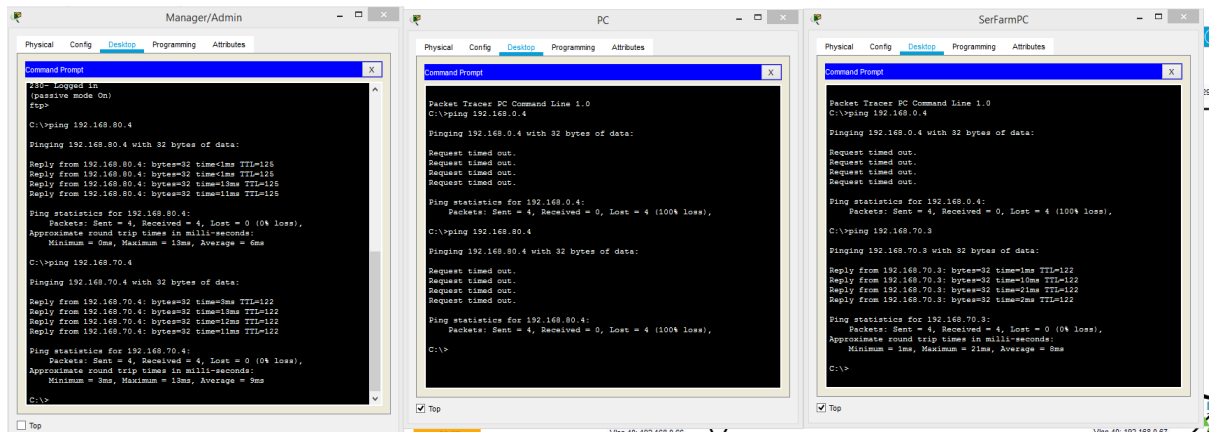 Manager/Admin
Physical Config Desktop Programming Attributes
Command Prompt
X
230- Logged in
(passive mode On)
ftp>
C:\>ping 192.168.80.4
Pinging 192.168.80.4 with 32 bytes of data:
Reply from 192.168.80.4: bytes=32 time<1ms TTL=125
Reply from 192.168.80.4: bytes=32 time<1ms TTL=125
Reply from 192.168.80.4: bytes=32 time=13ms TTL=125
Reply from 192.168.80.4: bytes=32 time=11ms TTL=125
Ping statistics for 192.168.80.4:
Packets: Sent = 4, Received = 4, Lost = 0 (0% loss),
Approximate round trip times in milli-seconds:
Minimum = 0ms, Maximum = 13ms, Average = 6ms
C:\>ping 192.168.70.4
Pinging 192.168.70.4 with 32 bytes of data:
Reply from 192.168.70.4: bytes=32 time=3ms TTL=122
Reply from 192.168.70.4: bytes=32 time=13ms TTL=122
Reply from 192.168.70.4: bytes=32 time=12ms TTL=122
Reply from 192.168.70.4: bytes=32 time=11ms TTL=122
Ping statistics for 192.168.70.4:
Packets: Sent = 4, Received = 4, Lost = 0 (0% loss),
Approximate round trip times in milli-seconds:
Minimum = 3ms, Maximum = 13ms, Average = 9ms
C:\>
Top
PC
Physical Config Desktop Programming Attributes
Command Prompt
X
Packet Tracer PC Command Line 1.0
C:\>ping 192.168.0.4
Pinging 192.168.0.4 with 32 bytes of data:
Request timed out.
Request timed out.
Request timed out.
Request timed out.
Ping statistics for 192.168.0.4:
Packets: Sent = 4, Received = 0, Lost = 4 (100% loss),
C:\>ping 192.168.80.4
Pinging 192.168.80.4 with 32 bytes of data:
Request timed out.
Request timed out.
Request timed out.
Request timed out.
Ping statistics for 192.168.80.4:
Packets: Sent = 4, Received = 0, Lost = 4 (100% loss),
C:\>
Top
SerFarmPC
Physical Config Desktop Programming Attributes
Command Prompt
X
Packet Tracer PC Command Line 1.0
C:\>ping 192.168.0.4
Pinging 192.168.0.4 with 32 bytes of data:
Request timed out.
Request timed out.
Request timed out.
Request timed out.
Ping statistics for 192.168.0.4:
Packets: Sent = 4, Received = 0, Lost = 4 (100% loss),
C:\>ping 192.168.70.3
Pinging 192.168.70.3 with 32 bytes of data:
Reply from 192.168.70.3: bytes=32 time=1ms TTL=122
Reply from 192.168.70.3: bytes=32 time=10ms TTL=122
Reply from 192.168.70.3: bytes=32 time=21ms TTL=122
Reply from 192.168.70.3: bytes=32 time=2ms TTL=122
Ping statistics for 192.168.70.3:
Packets: Sent = 4, Received = 4, Lost = 0 (0% loss),
Approximate round trip times in milli-seconds:
Minimum = 1ms, Maximum = 21ms, Average = 8ms
C:\>
Top